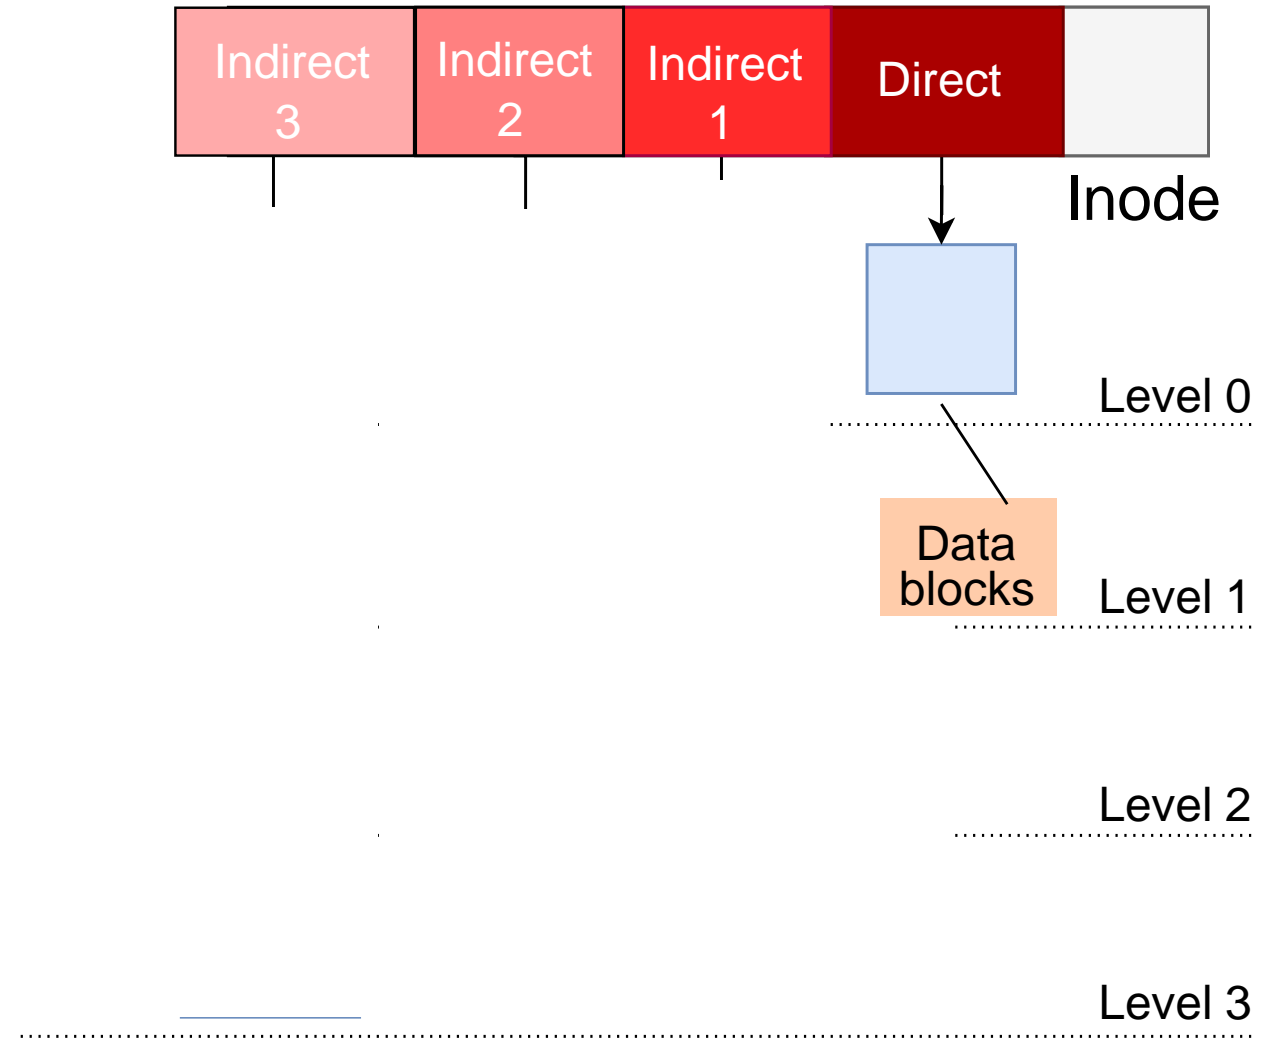 Indirect
3
Indirect
2
Indirect
1
Direct
Inode
Level 0
Data
blocks
Level 1
Level 2
Level 3